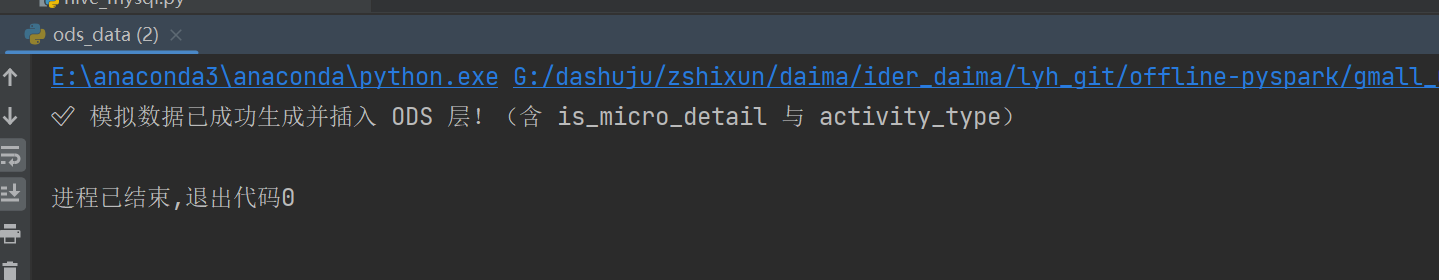 hive_mysql.py
ods_data (2)
E:\anaconda3\anaconda\python.exe G:/dashuju/zshixun/daima/ider_daima/lyh_git/offline-pyspark/gmall_
✅ 模拟数据已成功生成并插入 ODS 层！（含 is_micro_detail 与 activity_type）
进程已结束,退出代码0